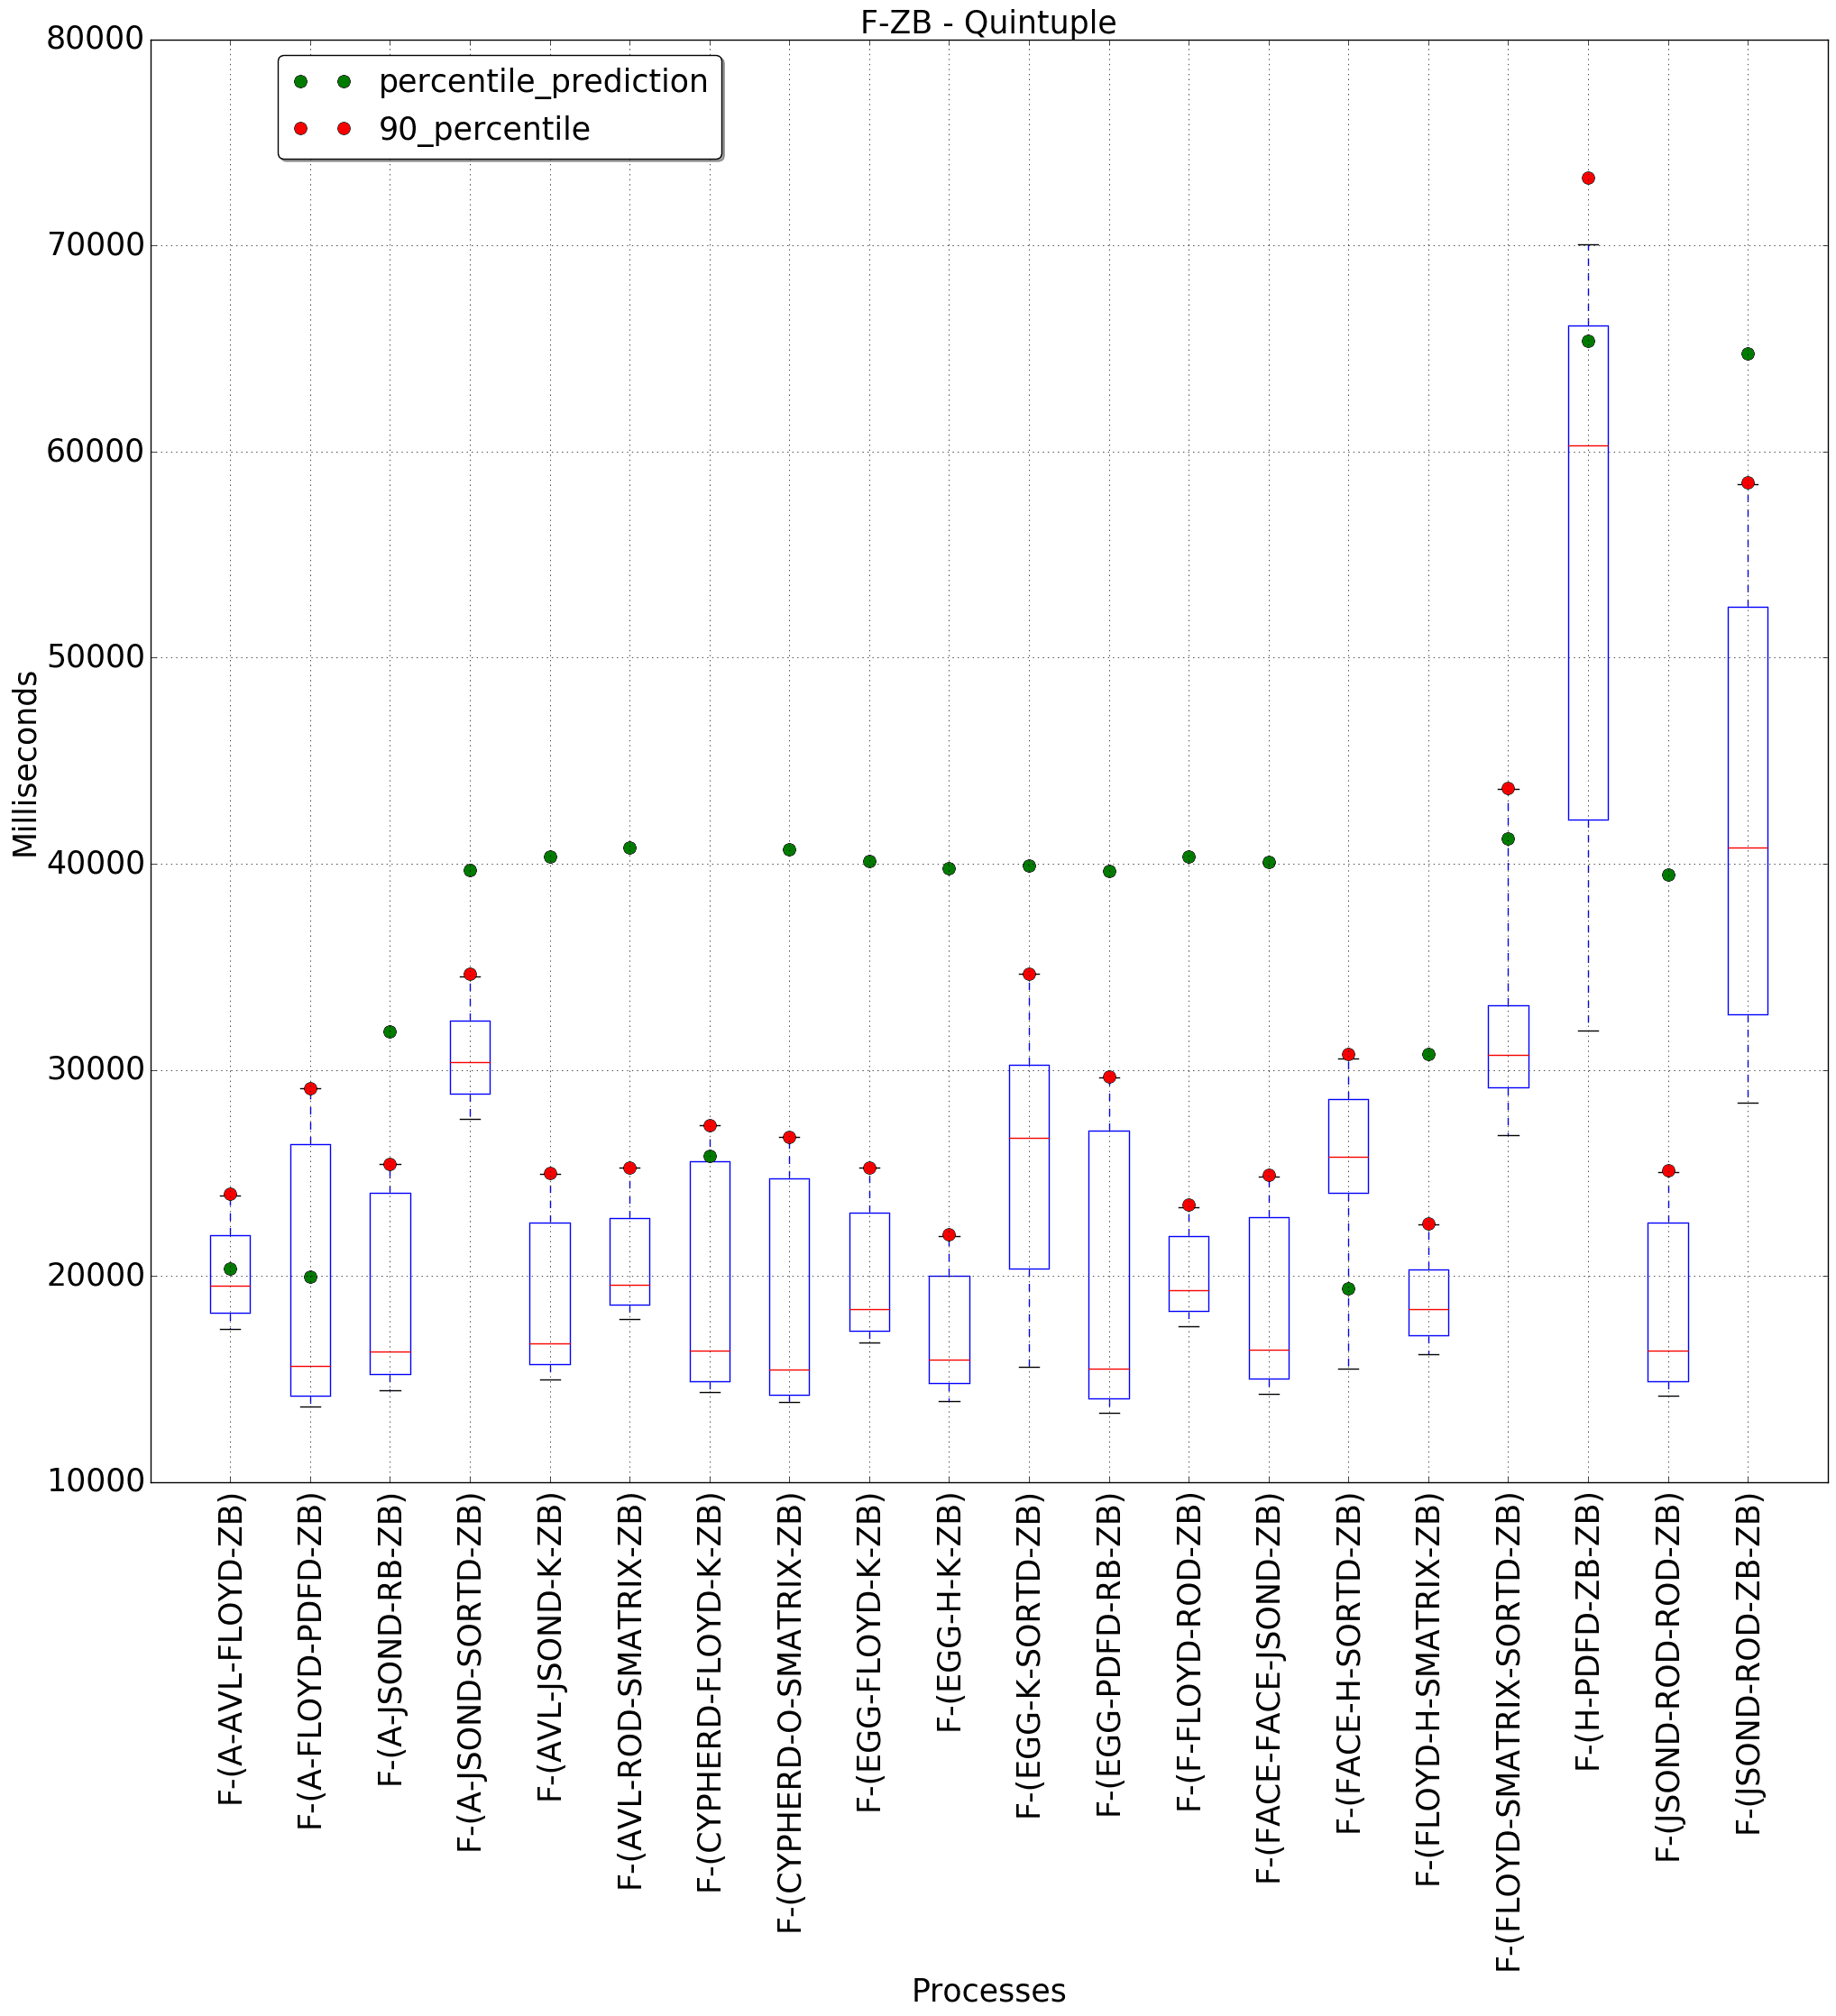 F-ZB - Quintuple
percentile_prediction
90_percentile
80000
70000
60000
50000
40000
30000
20000
10000
Milliseconds
F-(A-AVL-FLOYD-ZB)
F-(A-FLOYD-PDFD-ZB)
F-(A-JSOND-RB-ZB)
F-(A-JSOND-SORTD-ZB)
F-(AVL-JSOND-K-ZB)
F-(AVL-ROD-SMATRIX-ZB)
F-(CYPHERD-FLOYD-K-ZB)
F-(CYPHERD-O-SMATRIX-ZB)
F-(EGG-FLOYD-K-ZB)
F-(EGG-H-K-ZB)
F-(EGG-K-SORTD-ZB)
F-(EGG-PDFD-RB-ZB)
F-(F-FLOYD-ROD-ZB)
F-(FACE-FACE-JSOND-ZB)
F-(FACE-H-SORTD-ZB)
F-(FLOYD-H-SMATRIX-ZB)
F-(FLOYD-SMATRIX-SORTD-ZB)
F-(H-PDFD-ZB-ZB)
F-(JSOND-ROD-ROD-ZB)
F-(JSOND-ROD-ZB-ZB)
Processes